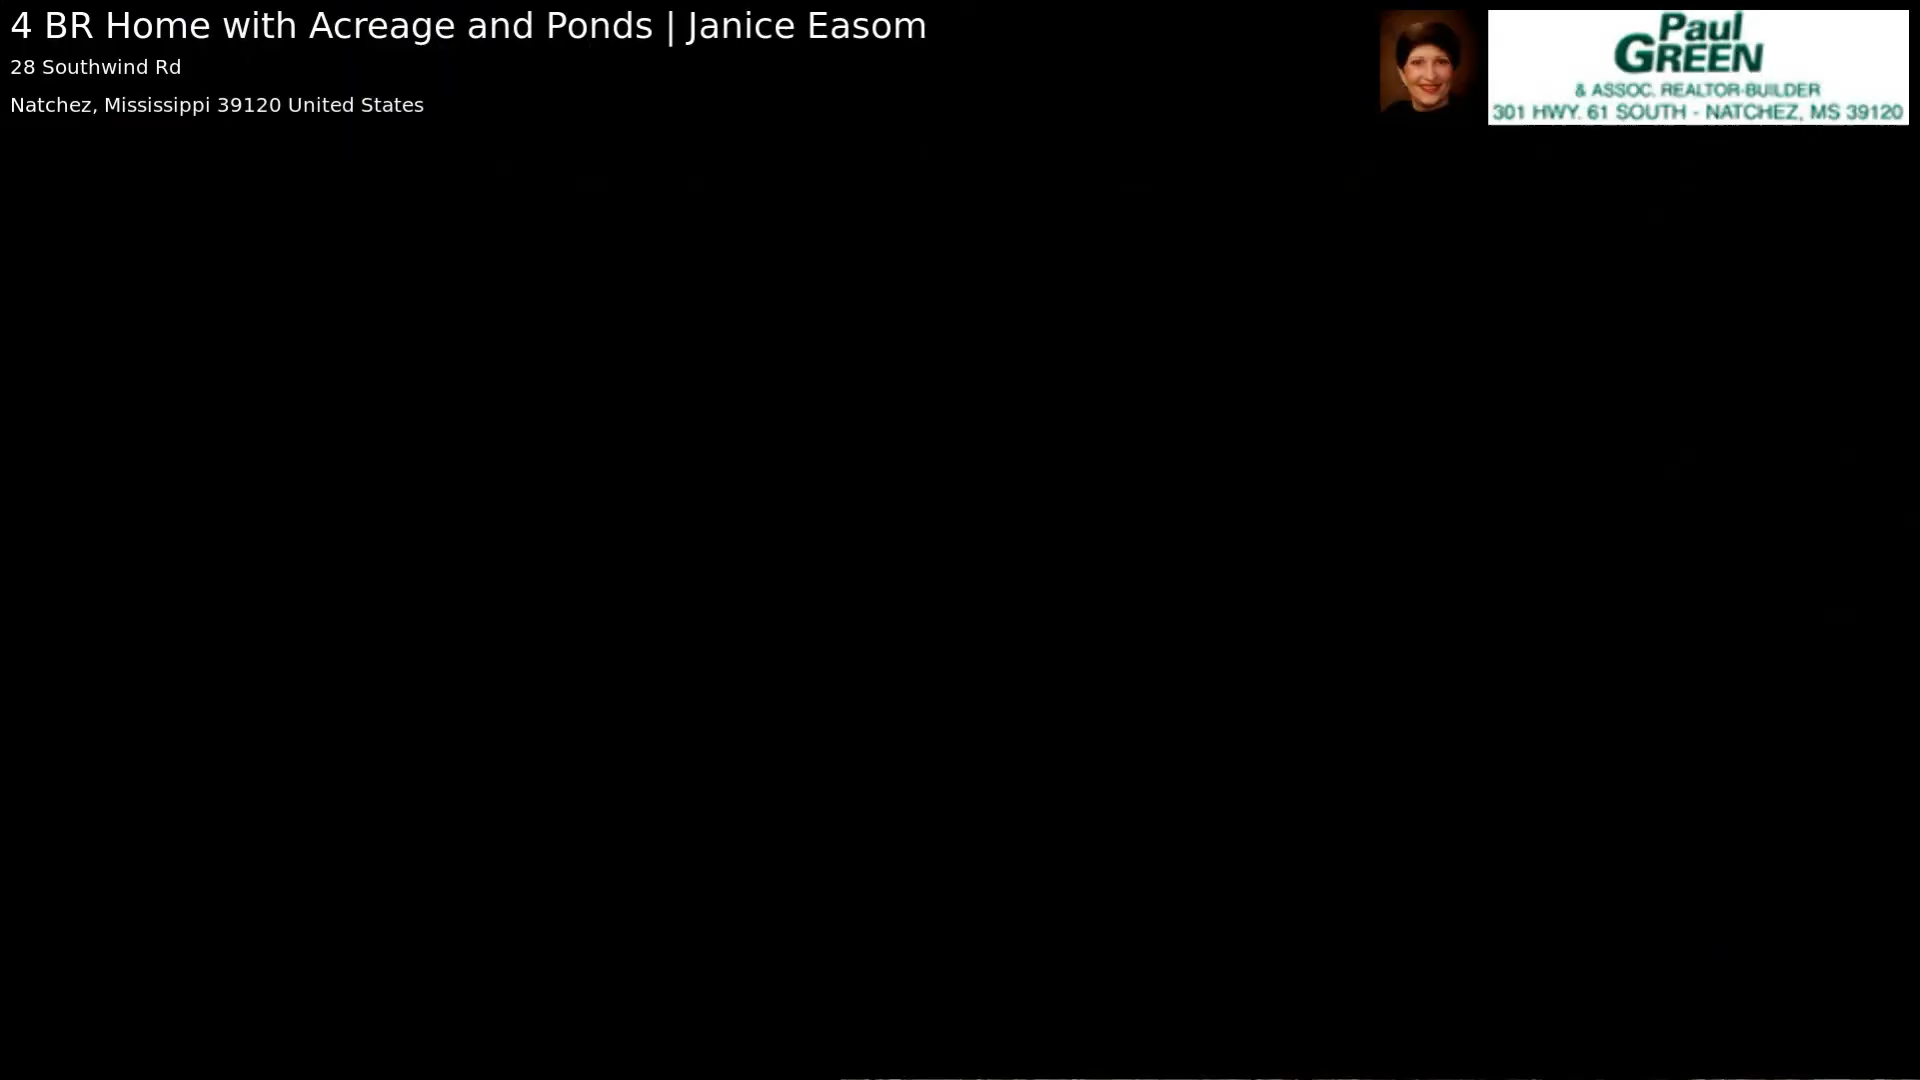 4 BR Home with Acreage and Ponds | Janice Easom
28 Southwind Rd
Natchez, Mississippi 39120 United States
Paul
GREEN
& ASSOC. REALTOR-BUILDER
301 HWY. 61 SOUTH - NATCHEZ, MS 39120